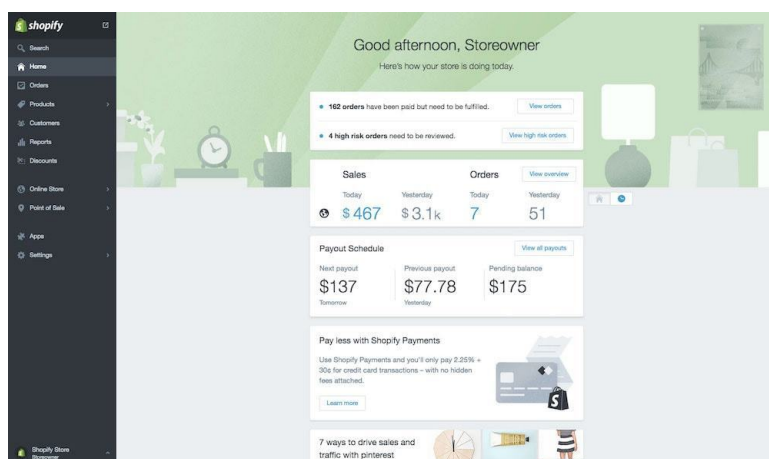 shopify
Search
Home
Orders
Products
Customers
Reports
Discounts
Online Store
Point of Sale
Apps
Settings
Shopify Store
Storeowner
Good afternoon, Storeowner
Here's how your store is doing today.
162 orders have been paid but need to be fulfilled. View orders
4 high risk orders need to be reviewed. View high risk orders
Sales Orders View overview
Today Yesterday Today Yesterday
$467 $3.1k 7 51
Payout Schedule View all payouts
Next payout Previous payout Pending balance
$137 $77.78 $175
Tomorrow Yesterday
Pay less with Shopify Payments
Use Shopify Payments and you'll only pay 2.25% +
30¢ for credit card transactions – with no hidden
fees attached.
Learn more
7 ways to drive sales and
traffic with pinterest